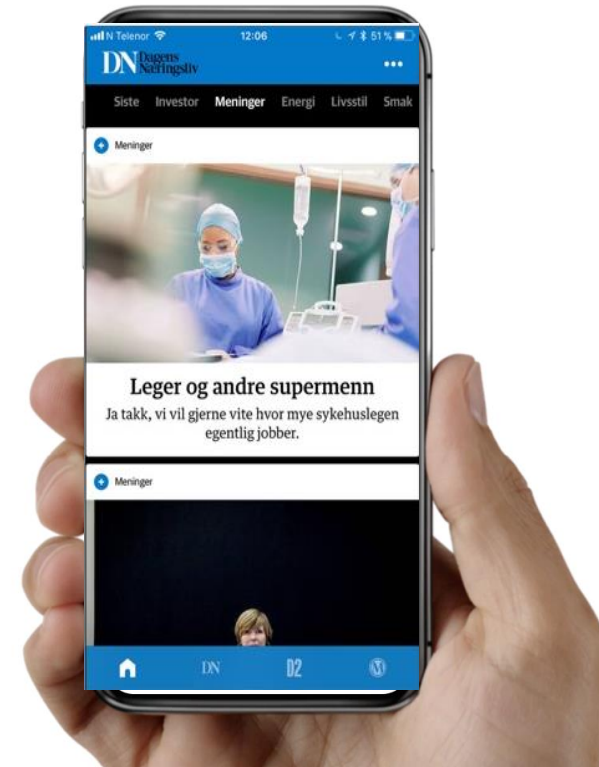 N Telenor 12:06 51 %
DN Dagens
Næringsliv
Siste Investor Meninger Energi Livsstil Smak
Meninger
Leger og andre supermenn
Ja takk, vi vil gjerne vite hvor mye sykehuslegen
egentlig jobber.
Meninger
DN D2